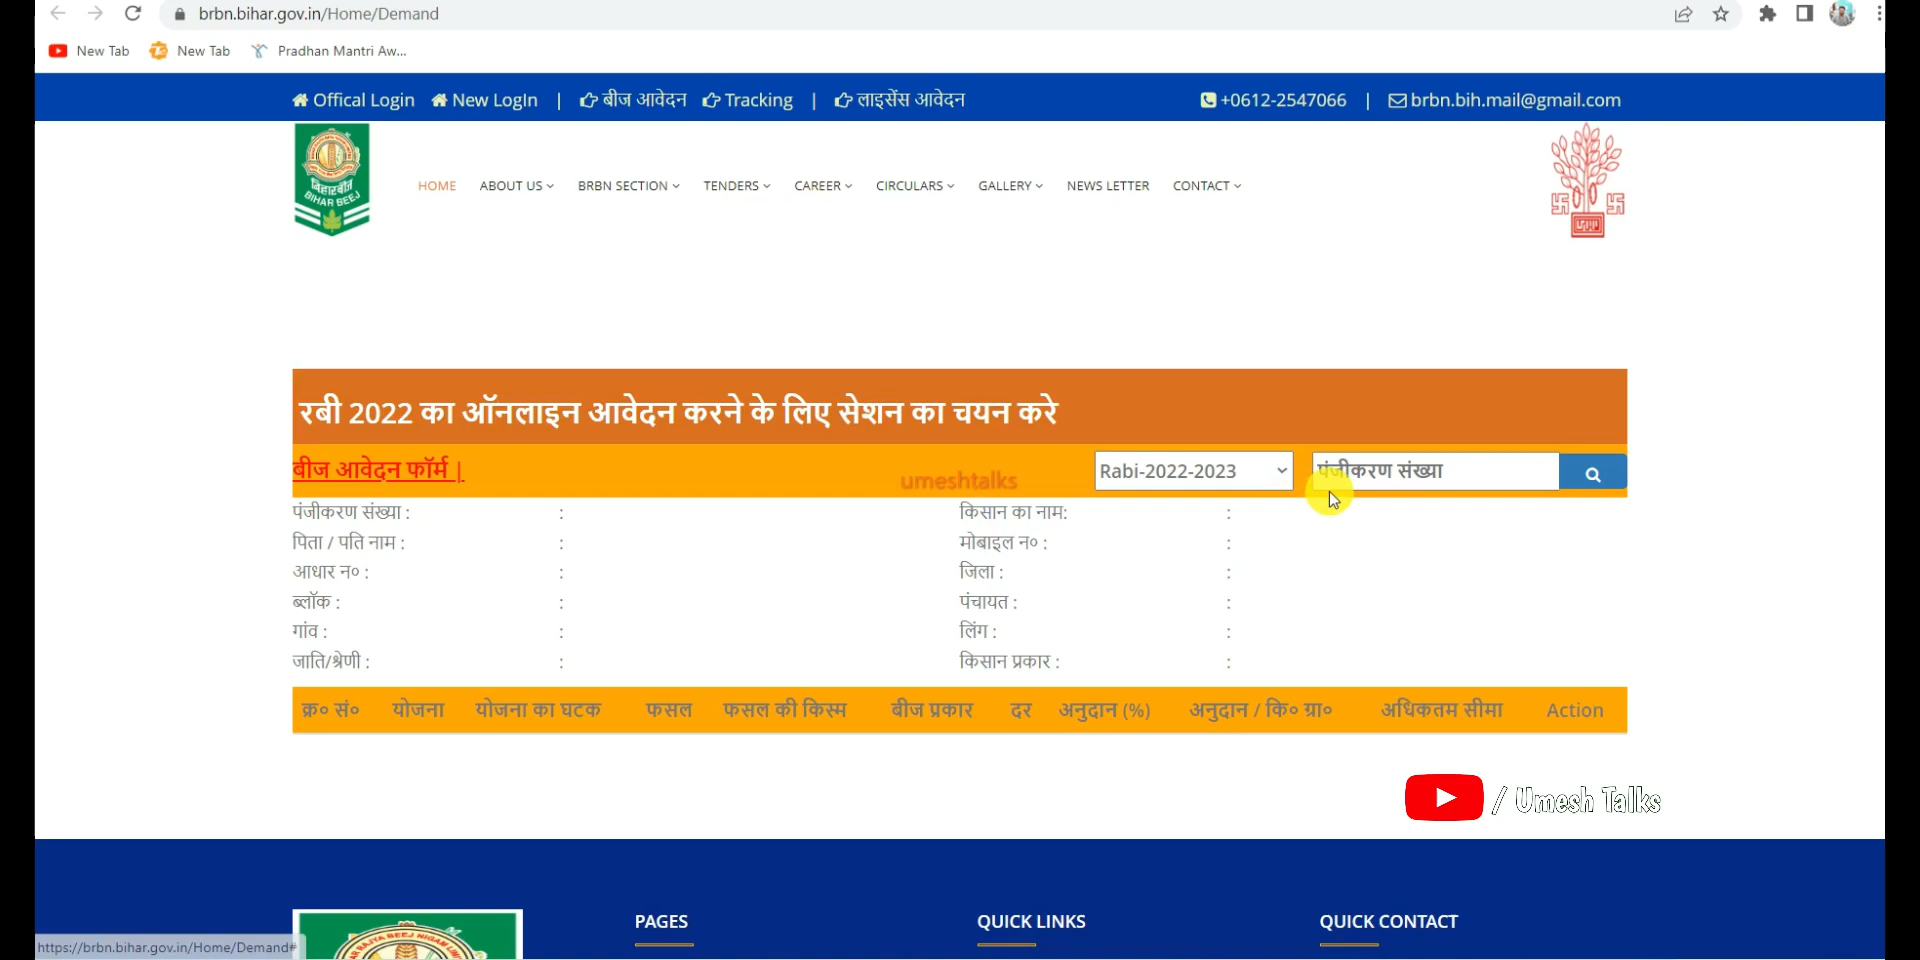 brbn.bihar.gov.in/Home/Demand
New Tab New Tab Pradhan Mantri Aw...
Offical Login New LogIn | बीज आवेदन Tracking | लाइसेंस आवेदन +0612-2547066 | brbn.bih.mail@gmail.com
बिहार बीज
BIHAR BEEJ
HOME ABOUT US BRBN SECTION TENDERS CAREER CIRCULARS GALLERY NEWS LETTER CONTACT
रबी 2022 का ऑनलाइन आवेदन करने के लिए सेशन का चयन करे
बीज आवेदन फॉर्म | umeshtalks Rabi-2022-2023 पंजीकरण संख्या
पंजीकरण संख्या : : किसान का नाम: :
पिता / पति नाम : : मोबाइल न० : :
आधार न० : : जिला : :
ब्लॉक : : पंचायत : :
गांव : : लिंग : :
जाति/श्रेणी : : किसान प्रकार : :
क्र० सं० योजना योजना का घटक फसल फसल की किस्म बीज प्रकार दर अनुदान (%) अनुदान / कि० ग्रा० अधिकतम सीमा Action
/ Umesh Talks
PAGES QUICK LINKS QUICK CONTACT
https://brbn.bihar.gov.in/Home/Demand#